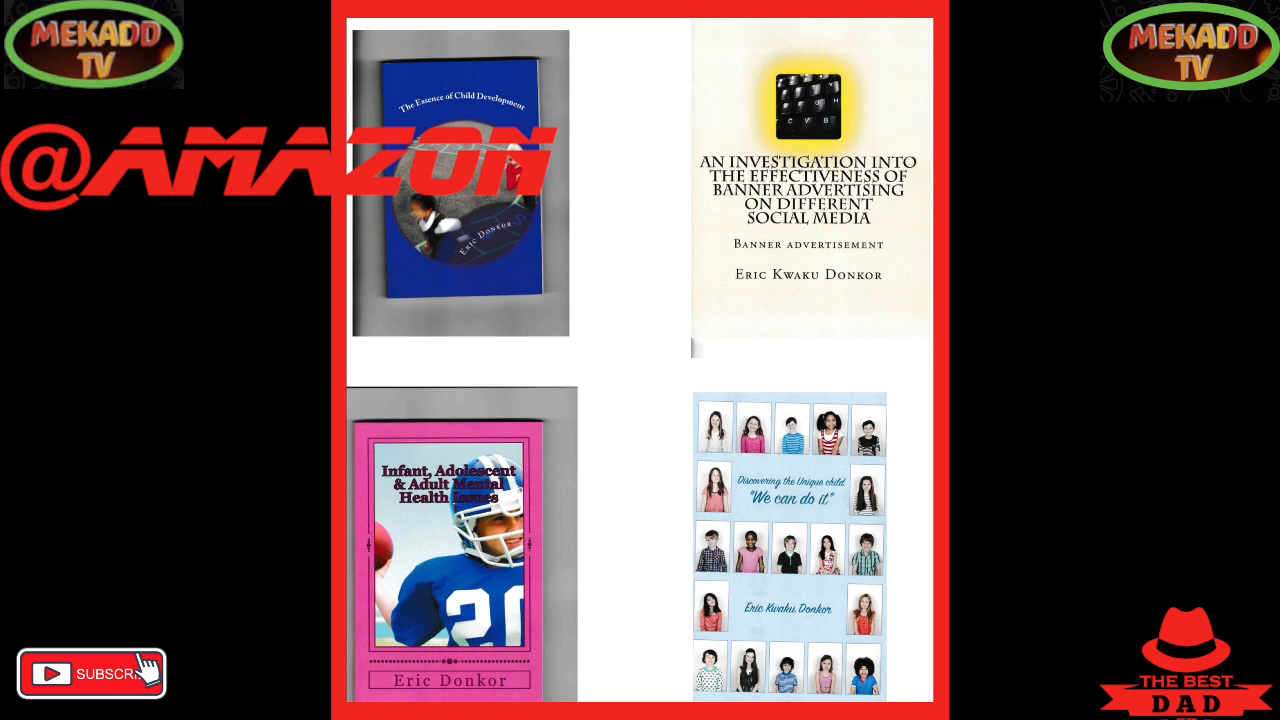 MEKADD
TV
MEKADD
TV
@AMAZON
The Essence of Child Development
Eric Donkor
Y
B G H
C V B
AN INVESTIGATION INTO
THE EFFECTIVENESS OF
BANNER ADVERTISING
ON DIFFERENT
SOCIAL MEDIA
BANNER ADVERTISEMENT
ERIC KWAKU DONKOR
Infant, Adolescent
& Adult Mental
Health Issues
20
Eric Donkor
Discovering the Unique child
"We can do it"
Eric Kwaku Donkor
SUBSCRI
THE BEST
DAD